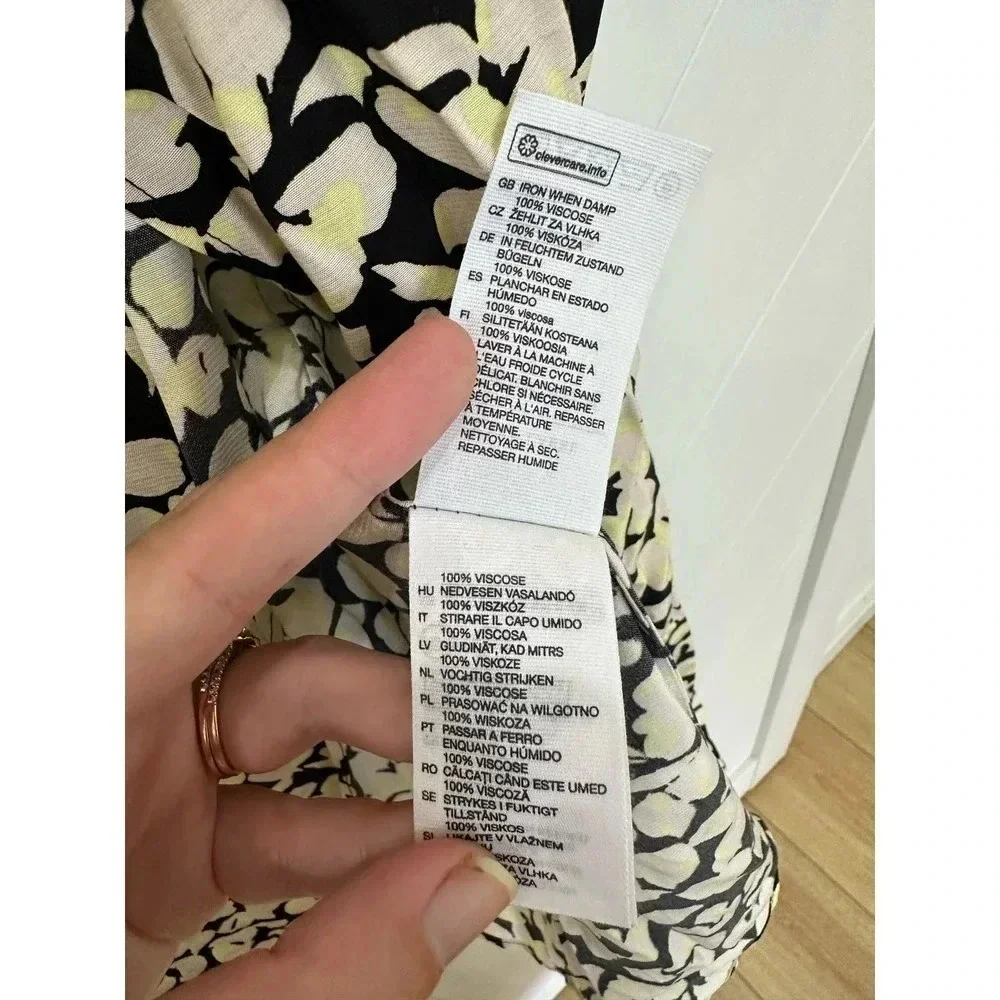 clevercare.info
GB IRON WHEN DAMP
100% VISCOSE
CZ ŽEHLIT ZA VLHKA
100% VISKÓZA
DE IN FEUCHTEM ZUSTAND
BÜGELN
100% VISKOSE
ES PLANCHAR EN ESTADO
HÚMEDO
100% viscosa
FI SILITETÄÄN KOSTEANA
100% VISKOOSIA
LAVER À LA MACHINE À
L'EAU FROIDE CYCLE
DÉLICAT. BLANCHIR SANS
CHLORE SI NÉCESSAIRE.
SÉCHER À L'AIR. REPASSER
À TEMPÉRATURE
MOYENNE.
NETTOYAGE À SEC.
REPASSER HUMIDE
100% VISCOSE
HU NEDVESEN VASALANDÓ
100% VISZKÓZ
IT STIRARE IL CAPO UMIDO
100% VISCOSA
LV GLUDINĀT, KAD MITRS
100% VISKOZE
NL VOCHTIG STRIJKEN
100% VISCOSE
PL PRASOWAĆ NA WILGOTNO
100% WISKOZA
PT PASSAR A FERRO
ENQUANTO HÚMIDO
100% VISCOSE
RO CĂLCAȚI CÂND ESTE UMED
100% VISCOZĂ
SE STRYKES I FUKTIGT
TILLSTÅND
100% VISKOS
SI LIKAJTE V VLAŽNEM
ZA VLHKA